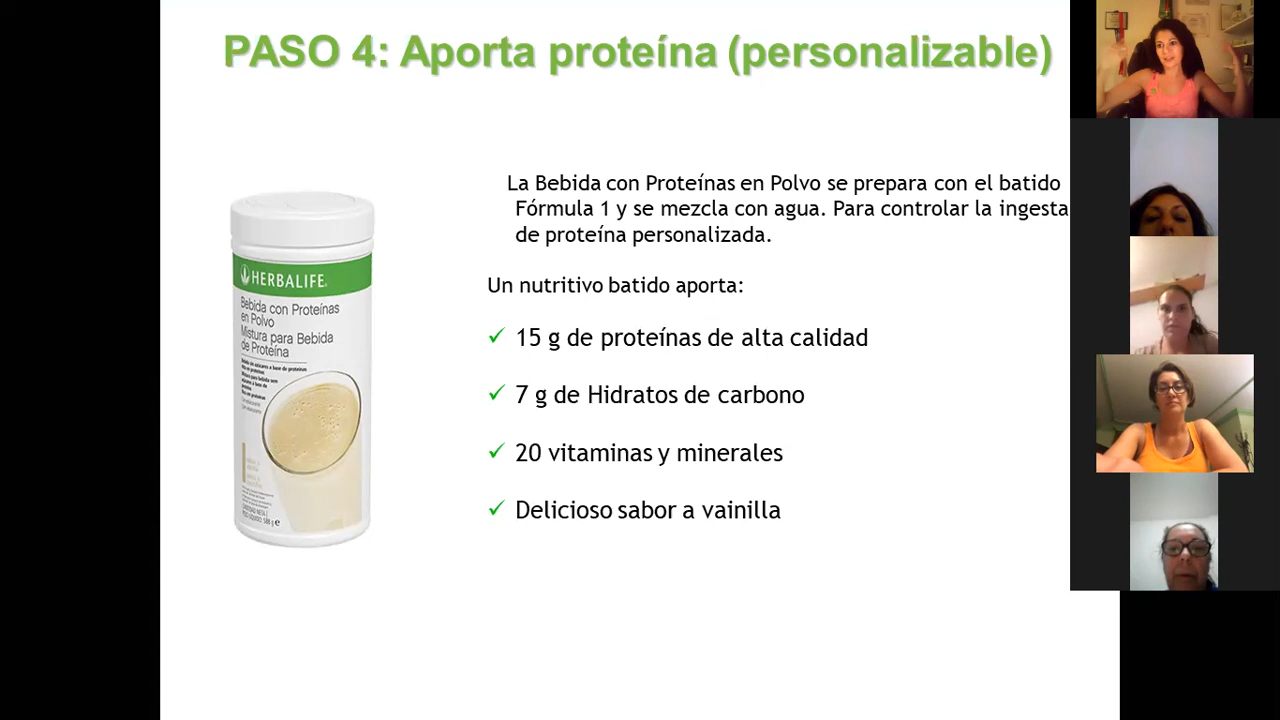 PASO 4: Aporta proteína (personalizable)
La Bebida con Proteínas en Polvo se prepara con el batido
Fórmula 1 y se mezcla con agua. Para controlar la ingesta
de proteína personalizada.
Un nutritivo batido aporta:
✓ 15 g de proteínas de alta calidad
✓ 7 g de Hidratos de carbono
✓ 20 vitaminas y minerales
✓ Delicioso sabor a vainilla
HERBALIFE
Bebida con Proteínas
en Polvo
Mistura para Bebida
de Proteína